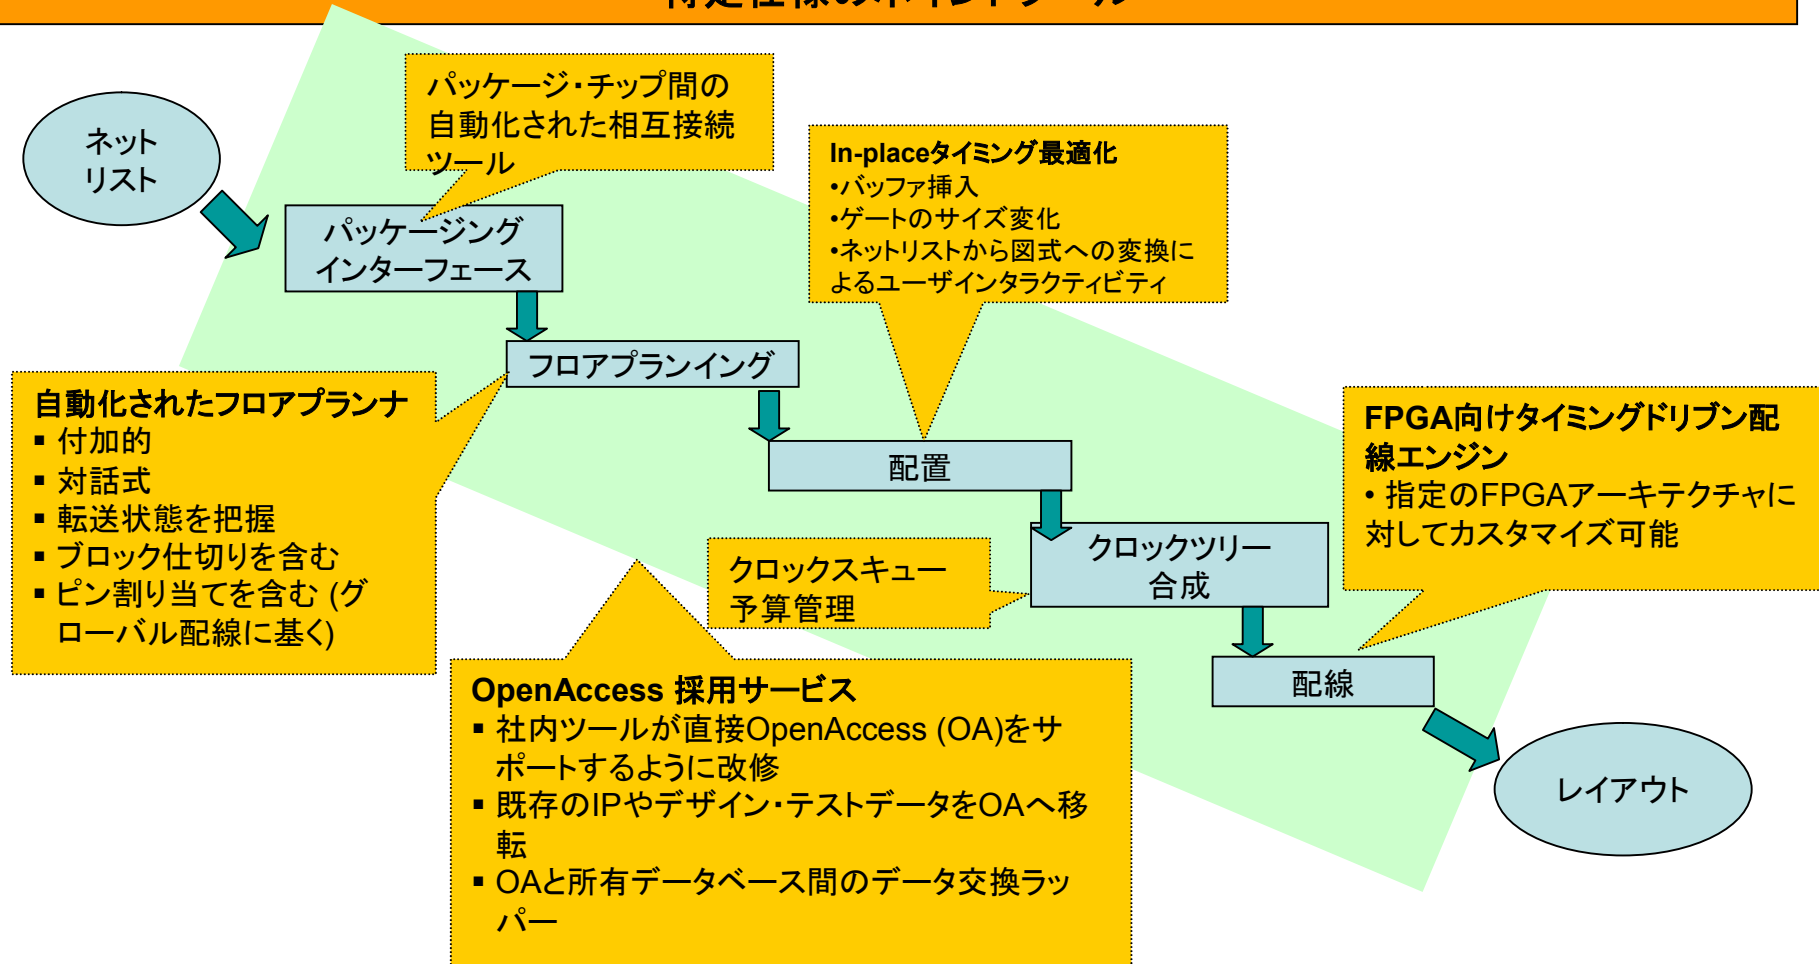 特定仕様のポイントツール
ネット
リスト
パッケージ・チップ間の
自動化された相互接続
ツール
パッケージング
インターフェース
In-placeタイミング最適化
•バッファ挿入
•ゲートのサイズ変化
•ネットリストから図式への変換に
よるユーザインタラクティビティ
フロアプランイング
自動化されたフロアプランナ
▪ 付加的
▪ 対話式
▪ 転送状態を把握
▪ ブロック仕切りを含む
▪ ピン割り当てを含む (グ
ローバル配線に基く)
配置
FPGA向けタイミングドリブン配
線エンジン
• 指定のFPGAアーキテクチャに
対してカスタマイズ可能
クロックツリー
合成
クロックスキュー
予算管理
配線
OpenAccess 採用サービス
▪ 社内ツールが直接OpenAccess (OA)をサ
ポートするように改修
▪ 既存のIPやデザイン・テストデータをOAへ移
転
▪ OAと所有データベース間のデータ交換ラッ
パー
レイアウト